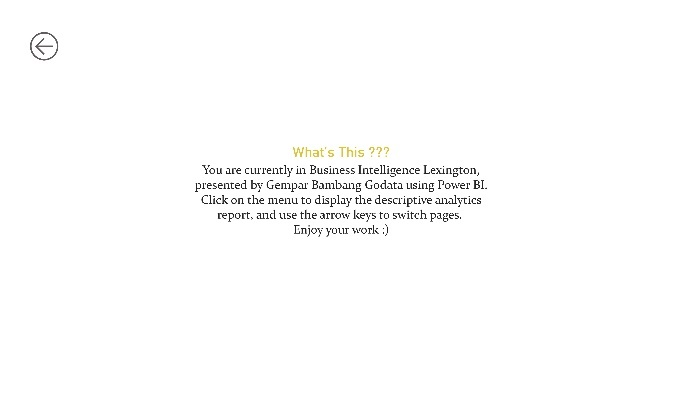 What's This ???
You are currently in Business Intelligence Lexington,
presented by Gempar Bambang Godata using Power BI.
Click on the menu to display the descriptive analytics
report, and use the arrow keys to switch pages.
Enjoy your work :)